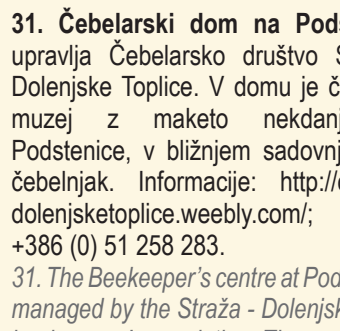 31. Čebelarski dom na Pods
upravlja Čebelarsko društvo S
Dolenjske Toplice. V domu je č
muzej z maketo nekdanj
Podstenice, v bližnjem sadovnj
čebelnjak. Informacije: http://
dolenjsketoplice.weebly.com/;
+386 (0) 51 258 283.
31. The Beekeeper's centre at Pod
managed by the Straža - Dolenjsk